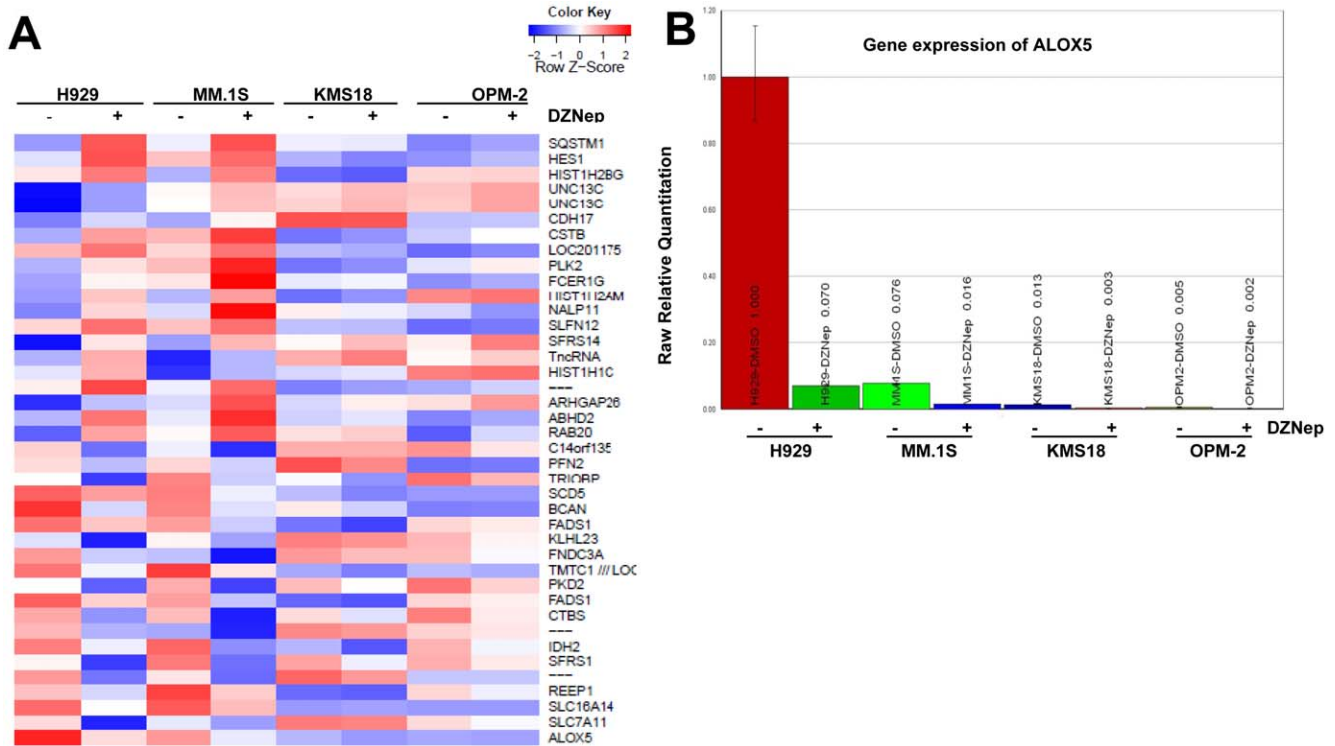 A
Color Key
-2 -1 0 1 2
Row Z-Score
H929 MM.1S KMS18 OPM-2
- + - + - + - + DZNep
SQSTM1
HES1
HIST1H2BG
UNC13C
UNC13C
CDH17
CSTB
LOC201175
PLK2
FCER1G
HIST1H2AM
NALP11
SLFN12
SFRS14
TncRNA
HIST1H1C
---
ARHGAP26
ABHD2
RAB20
C14orf135
PFN2
TRIOBP
SCD5
BCAN
FADS1
KLHL23
FNDC3A
TMTC1 /// LOC
PKD2
FADS1
CTBS
---
IDH2
SFRS1
---
REEP1
SLC16A14
SLC7A11
ALOX5
B
Gene expression of ALOX5
Raw Relative Quantitation
1.20
1.00
0.80
0.60
0.40
0.20
0.00
H929-DMSO 1.000
H929-DZNep 0.070
MM1S-DMSO 0.076
MM1S-DZNep 0.016
KMS18-DMSO 0.013
KMS18-DZNep 0.003
OPM2-DMSO 0.005
OPM2-DZNep 0.002
- + - + - + - + DZNep
H929 MM.1S KMS18 OPM-2